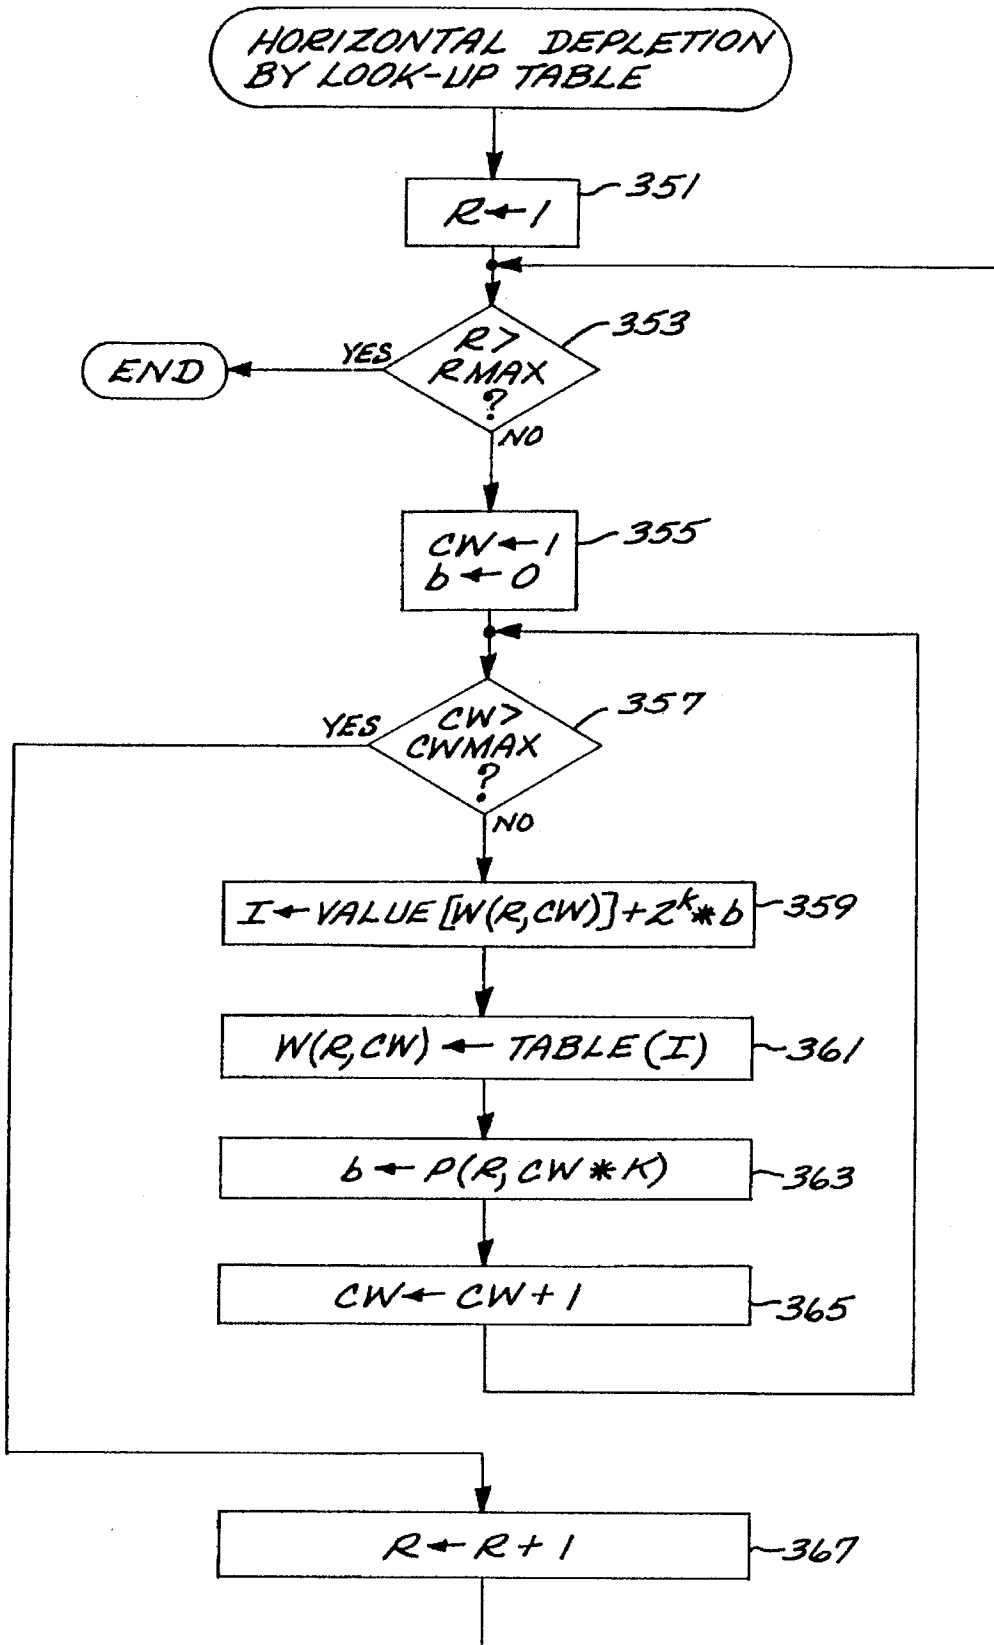 HORIZONTAL DEPLETION
BY LOOK-UP TABLE
351
R←1
353
R>
RMAX
?
YES
END
NO
355
CW←1
b←0
357
CW>
CWMAX
?
YES
NO
I←VALUE[W(R,CW)]+2^k*b
359
W(R,CW)←TABLE(I)
361
b←P(R,CW*K)
363
CW←CW+1
365
R←R+1
367